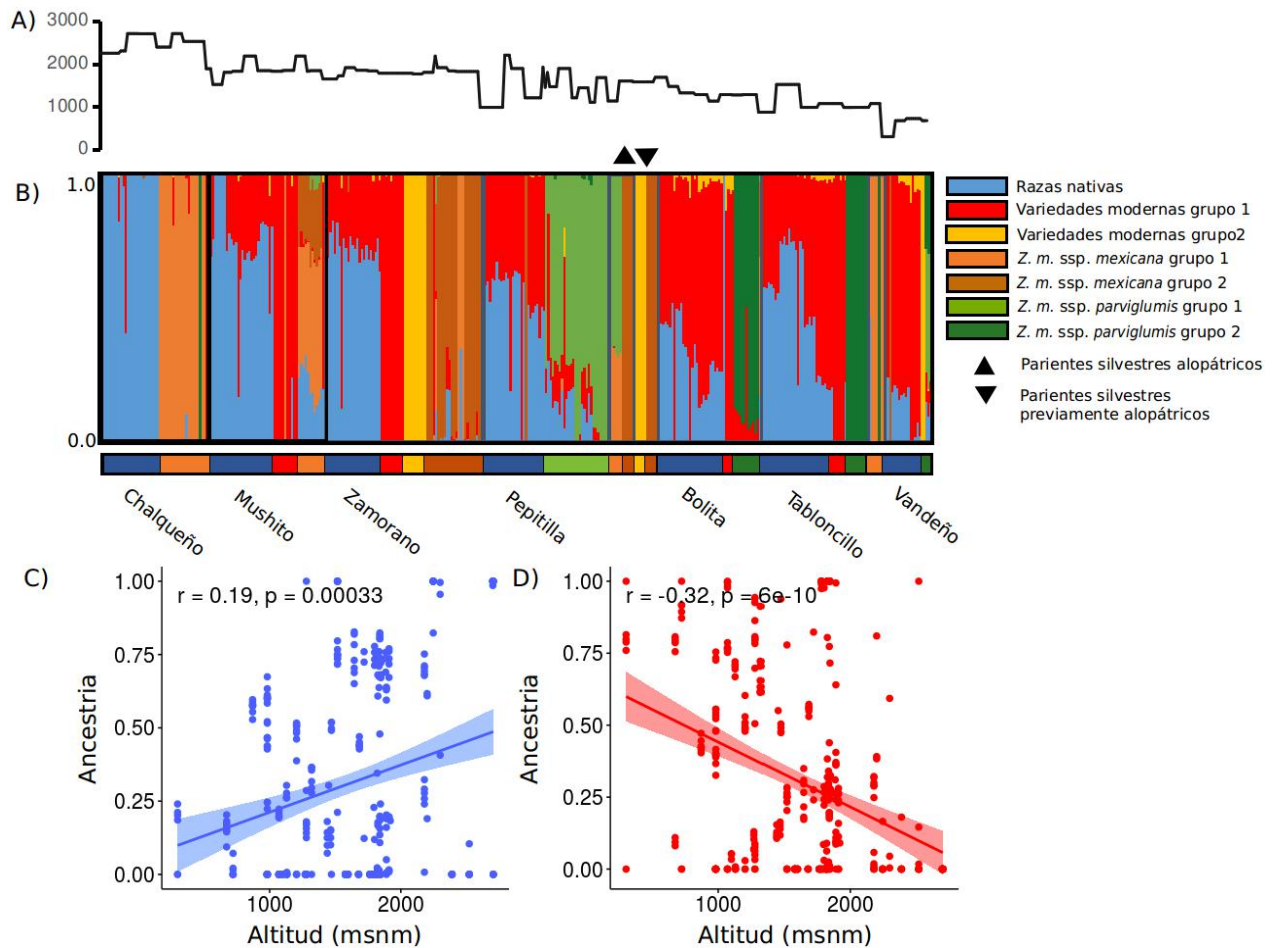 A)
3000
2000
1000
0
B)
1.0
0.0
Razas nativas
Variedades modernas grupo 1
Variedades modernas grupo2
Z. m. ssp. mexicana grupo 1
Z. m. ssp. mexicana grupo 2
Z. m. ssp. parviglumis grupo 1
Z. m. ssp. parviglumis grupo 2
Parientes silvestres alopátricos
Parientes silvestres
previamente alopátricos
Chalqueño
Mushito
Zamorano
Pepitilla
Bolita
Tabloncillo
Vandeño
C)
1.00
0.75
0.50
0.25
0.00
Ancestria
r = 0.19, p = 0.00033
1000
2000
Altitud (msnm)
D)
1.00
0.75
0.50
0.25
0.00
Ancestria
r = -0.32, p = 6e-10
1000
2000
Altitud (msnm)